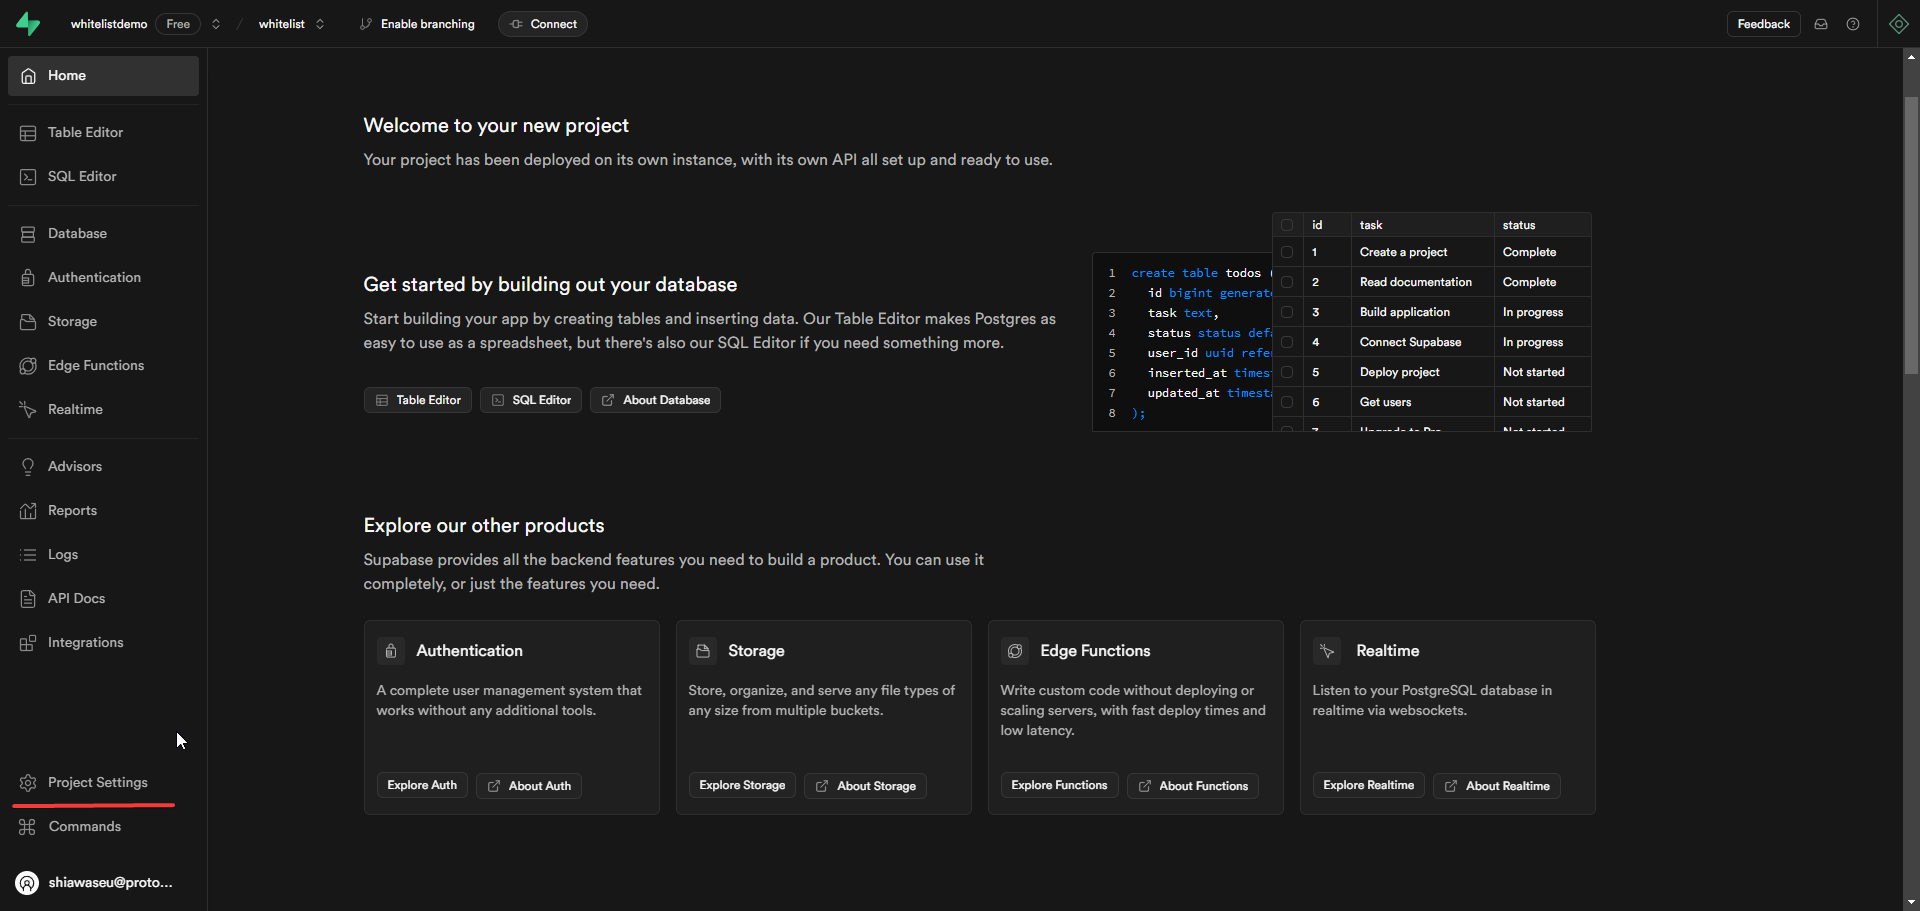 whitelistdemo Free / whitelist Enable branching Connect Feedback
Home
Table Editor
SQL Editor
Database
Authentication
Storage
Edge Functions
Realtime
Advisors
Reports
Logs
API Docs
Integrations
Project Settings
Commands
shiawaseu@proto...
Welcome to your new project
Your project has been deployed on its own instance, with its own API all set up and ready to use.
Get started by building out your database
Start building your app by creating tables and inserting data. Our Table Editor makes Postgres as
easy to use as a spreadsheet, but there's also our SQL Editor if you need something more.
Table Editor SQL Editor About Database
1 create table todos (
2 id bigint generat
3 task text,
4 status status def
5 user_id uuid refe
6 inserted_at times
7 updated_at timest
8 );
id task status
1 Create a project Complete
2 Read documentation Complete
3 Build application In progress
4 Connect Supabase In progress
5 Deploy project Not started
6 Get users Not started
Explore our other products
Supabase provides all the backend features you need to build a product. You can use it
completely, or just the features you need.
Authentication
A complete user management system that
works without any additional tools.
Explore Auth About Auth
Storage
Store, organize, and serve any file types of
any size from multiple buckets.
Explore Storage About Storage
Edge Functions
Write custom code without deploying or
scaling servers, with fast deploy times and
low latency.
Explore Functions About Functions
Realtime
Listen to your PostgreSQL database in
realtime via websockets.
Explore Realtime About Realtime